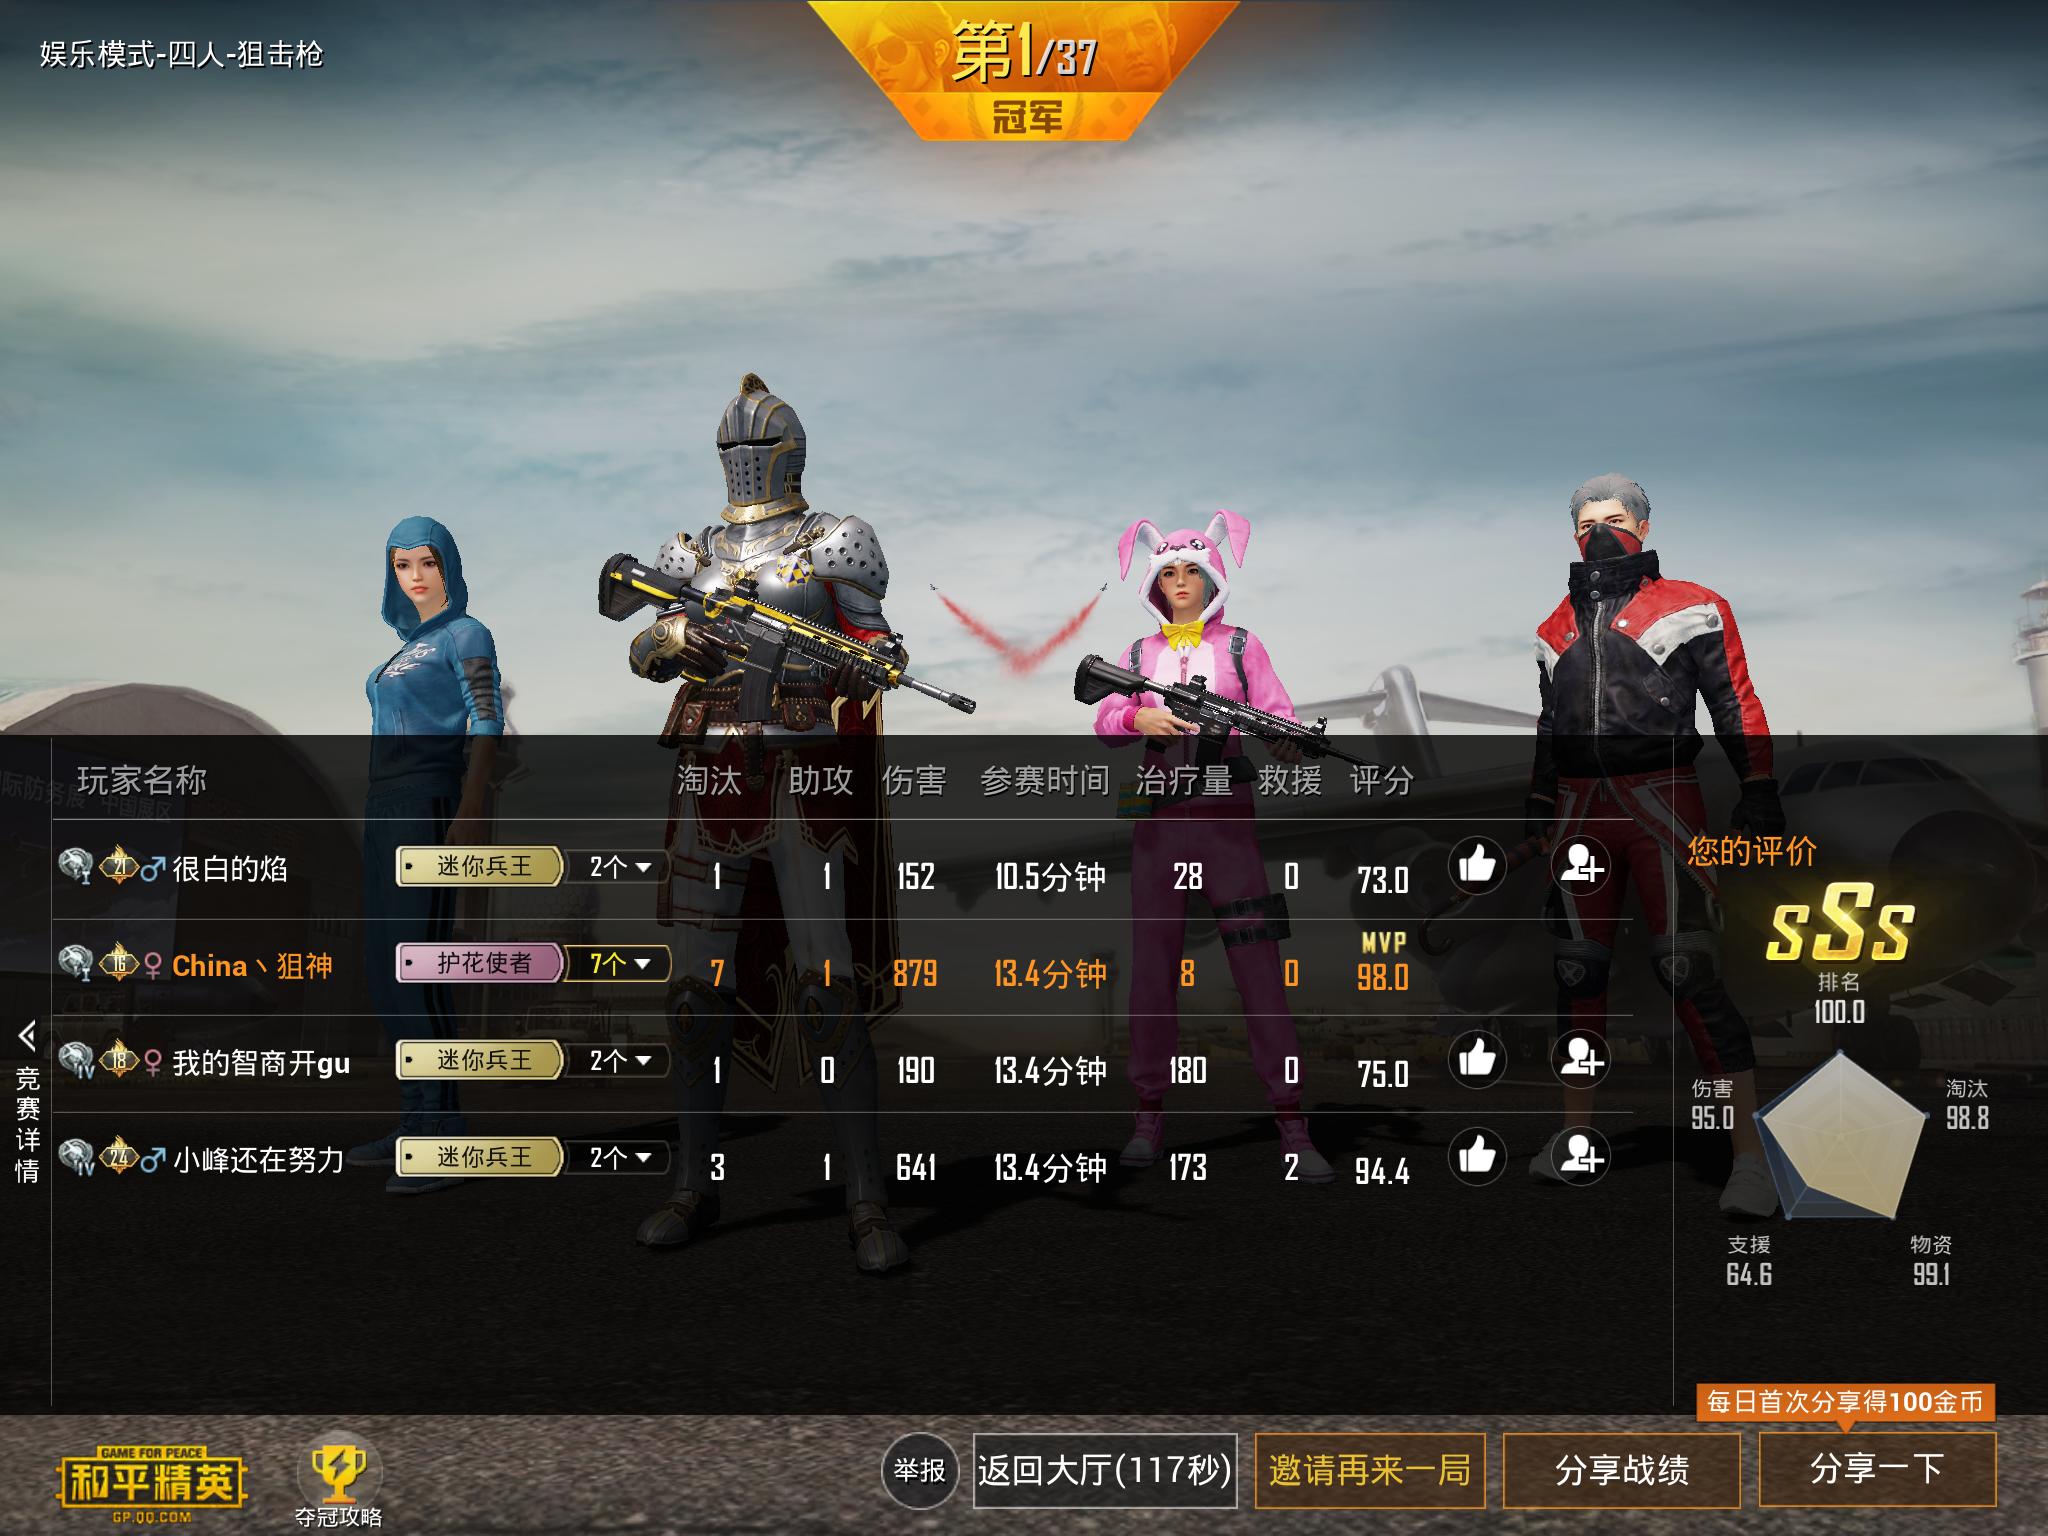 娱乐模式-四人-狙击枪
第1/37
冠军
玩家名称 淘汰 助攻 伤害 参赛时间 治疗量 救援 评分
I 21 很白的焰 迷你兵王 2个 1 1 152 10.5分钟 28 0 73.0
MVP
I 16 China丶狙神 护花使者 7个 7 1 879 13.4分钟 8 0 98.0
IV 18 我的智商开gu 迷你兵王 2个 1 0 190 13.4分钟 180 0 75.0
IV 24 小峰还在努力 迷你兵王 2个 3 1 641 13.4分钟 173 2 94.4
竞赛详情
您的评价
sSs
排名
100.0
伤害
95.0
淘汰
98.8
支援
64.6
物资
99.1
每日首次分享得100金币
GAME FOR PEACE
和平精英
GP.QQ.COM
夺冠攻略
举报
返回大厅(117秒)
邀请再来一局
分享战绩
分享一下